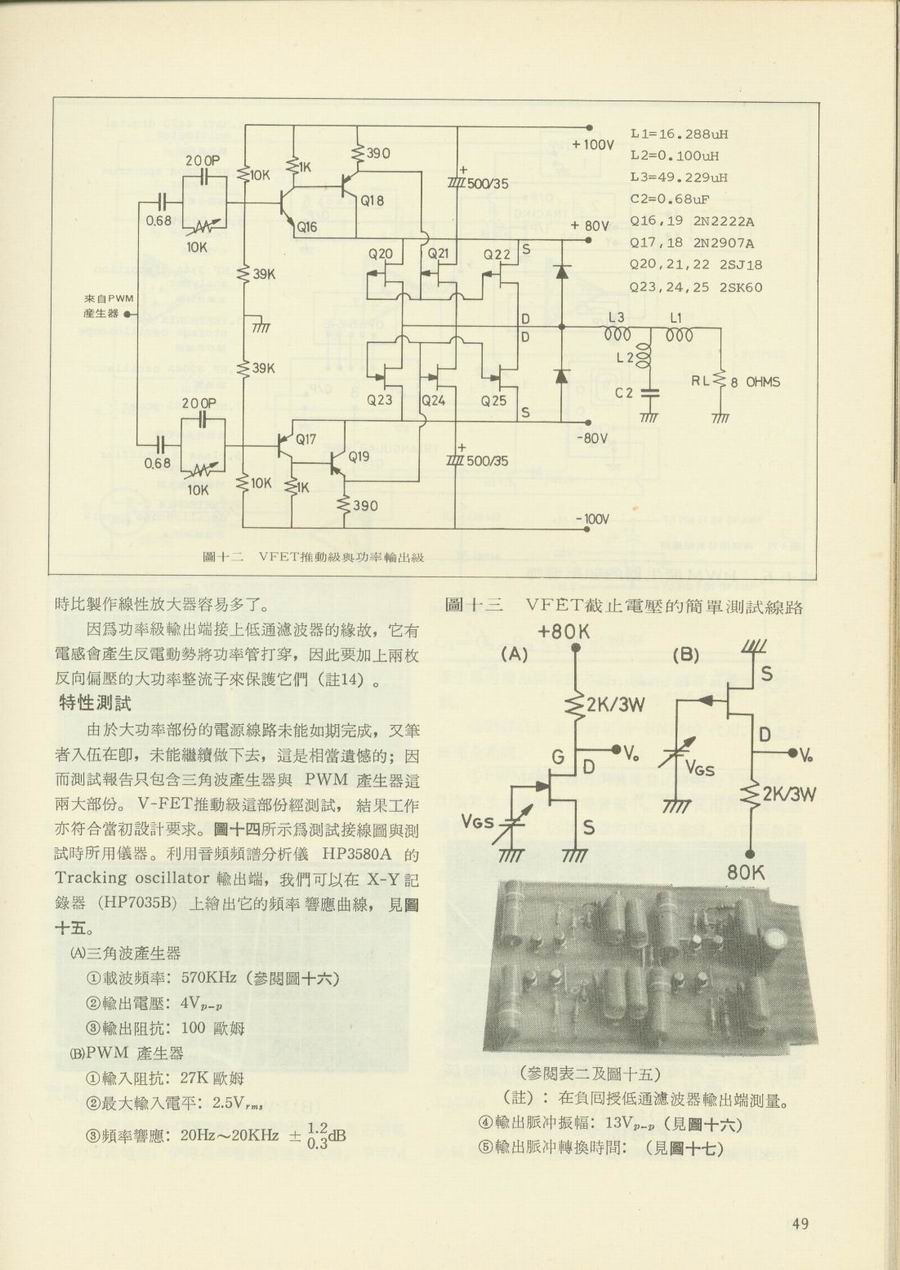 +100V
L1=16.288uH
L2=0.100uH
L3=49.229uH
C2=0.68uF
Q16,19 2N2222A
Q17,18 2N2907A
Q20,21,22 2SJ18
Q23,24,25 2SK60
200P
10K
1K
390
+
500/35
Q18
0.68
Q16
10K
+ 80V
Q20
Q21
Q22
S
39K
來自PWM
產生器
D
D
L3
L1
L2
C2
RL
8 OHMS
39K
200P
Q23
Q24
Q25
S
-80V
Q17
Q19
+
500/35
0.68
10K
10K
1K
390
-100V
圖十二 VFET推動級與功率輸出級
時比製作線性放大器容易多了。
因爲功率級輸出端接上低通濾波器的緣故，它有
電感會產生反電動勢將功率管打穿，因此要加上兩枚
反向偏壓的大功率整流子來保護它們（註14）。
特性測試
由於大功率部份的電源線路未能如期完成，又筆
者入伍在卽，未能繼續做下去，這是相當遺憾的；因
而測試報告只包含三角波產生器與 PWM 產生器這
兩大部份。 V-FET推動級這部份經測試， 結果工作
亦符合當初設計要求。圖十四所示爲測試接線圖與測
試時所用儀器。利用音頻頻譜分析儀 HP3580A 的
Tracking oscillator 輸出端，我們可以在 X-Y 記
錄器 (HP7035B) 上繪出它的頻率響應曲線， 見圖
十五。
(A)三角波產生器
①載波頻率： 570KHz（參閱圖十六）
②輸出電壓： 4Vp-p
③輸出阻抗： 100 歐姆
(B)PWM 產生器
①輸入阻抗： 27K 歐姆
②最大輸入電平： 2.5Vrms
③頻率響應： 20Hz～20KHz ± 1.2/0.3dB
圖十三 VFET截止電壓的簡單測試線路
+80K
(A)
(B)
S
2K/3W
G
D
Vo
VGS
S
VGS
D
Vo
2K/3W
80K
（參閱表二及圖十五）
（註）：在負回授低通濾波器輸出端測量。
④輸出脈冲振幅： 13Vp-p（見圖十六）
⑤輸出脈冲轉換時間： （見圖十七）
49